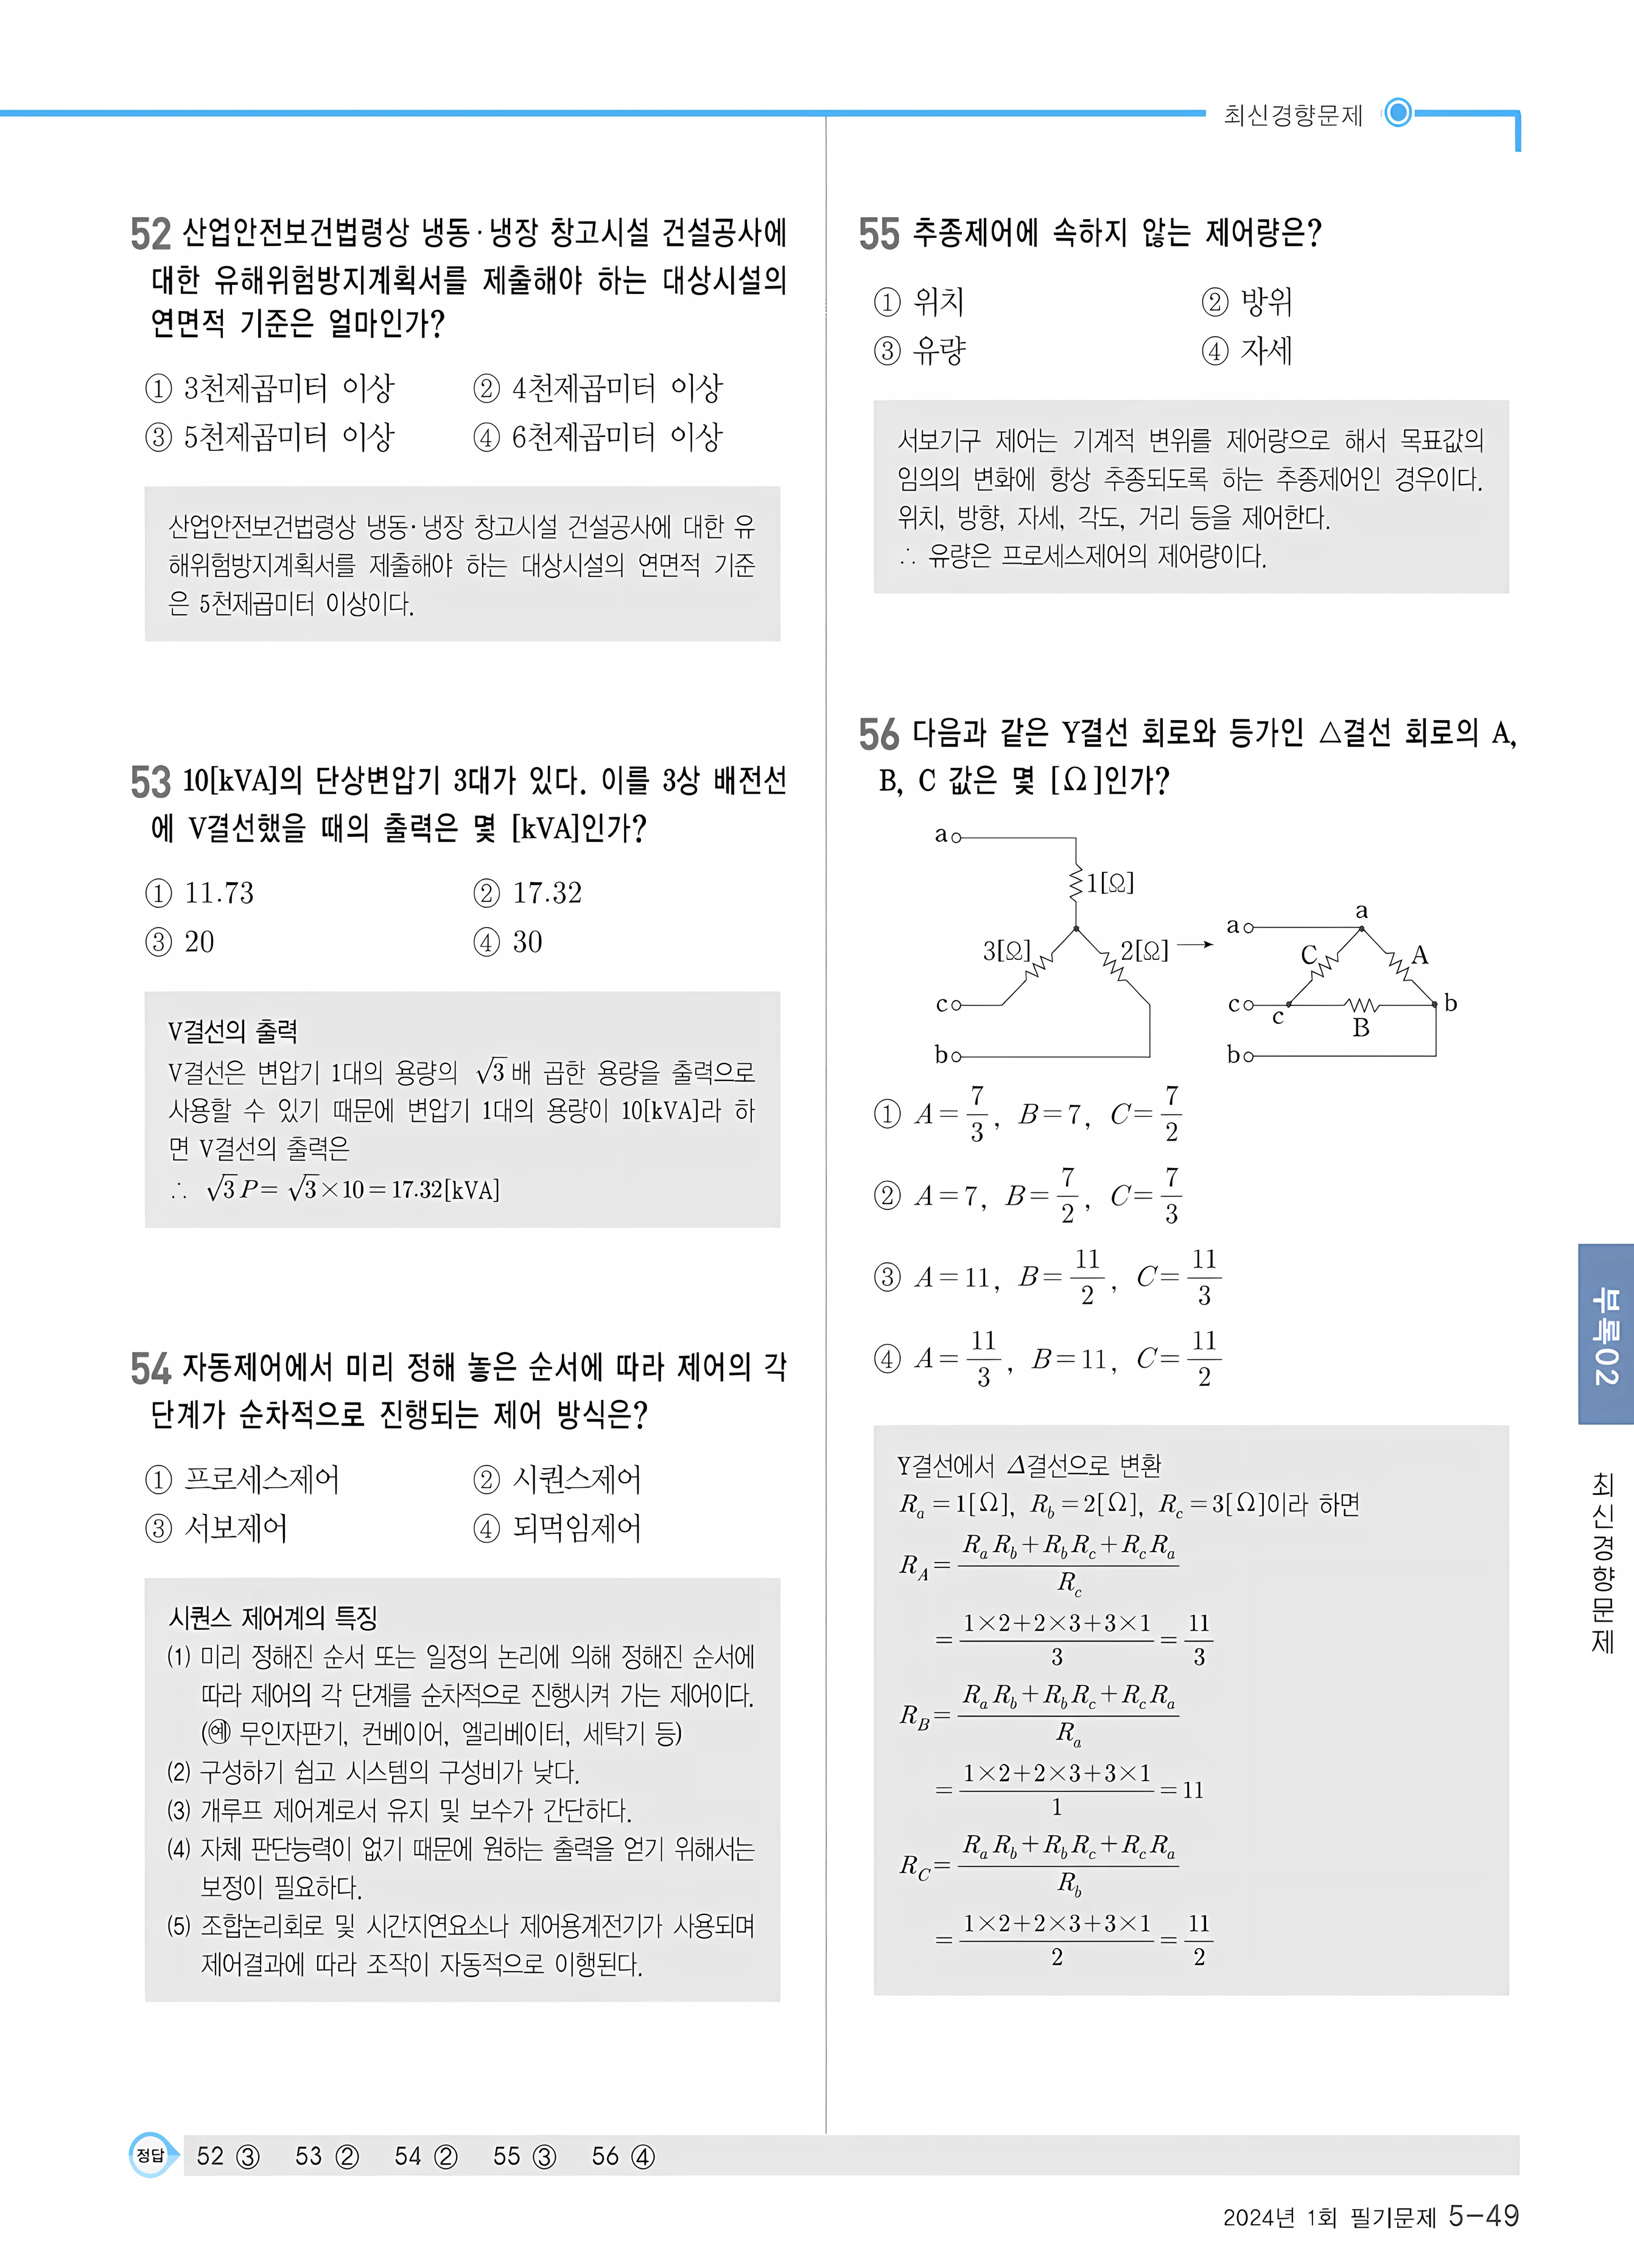 최신경향문제
52 산업안전보건법령상 냉동·냉장 창고시설 건설공사에
대한 유해위험방지계획서를 제출해야 하는 대상시설의
연면적 기준은 얼마인가?
① 3천제곱미터 이상 ② 4천제곱미터 이상
③ 5천제곱미터 이상 ④ 6천제곱미터 이상
산업안전보건법령상 냉동·냉장 창고시설 건설공사에 대한 유
해위험방지계획서를 제출해야 하는 대상시설의 연면적 기준
은 5천제곱미터 이상이다.
53 10[kVA]의 단상변압기 3대가 있다. 이를 3상 배전선
에 V결선했을 때의 출력은 몇 [kVA]인가?
① 11.73 ② 17.32
③ 20 ④ 30
V결선의 출력
V결선은 변압기 1대의 용량의 √3배 곱한 용량을 출력으로
사용할 수 있기 때문에 변압기 1대의 용량이 10[kVA]라 하
면 V결선의 출력은
∴ √3P=√3×10=17.32[kVA]
54 자동제어에서 미리 정해 놓은 순서에 따라 제어의 각
단계가 순차적으로 진행되는 제어 방식은?
① 프로세스제어 ② 시퀀스제어
③ 서보제어 ④ 되먹임제어
시퀀스 제어계의 특징
(1) 미리 정해진 순서 또는 일정의 논리에 의해 정해진 순서에
따라 제어의 각 단계를 순차적으로 진행시켜 가는 제어이다.
(예 무인자판기, 컨베이어, 엘리베이터, 세탁기 등)
(2) 구성하기 쉽고 시스템의 구성비가 낮다.
(3) 개루프 제어계로서 유지 및 보수가 간단하다.
(4) 자체 판단능력이 없기 때문에 원하는 출력을 얻기 위해서는
보정이 필요하다.
(5) 조합논리회로 및 시간지연요소나 제어용계전기가 사용되며
제어결과에 따라 조작이 자동적으로 이행된다.
55 추종제어에 속하지 않는 제어량은?
① 위치 ② 방위
③ 유량 ④ 자세
서보기구 제어는 기계적 변위를 제어량으로 해서 목표값의
임의의 변화에 항상 추종되도록 하는 추종제어인 경우이다.
위치, 방향, 자세, 각도, 거리 등을 제어한다.
∴ 유량은 프로세스제어의 제어량이다.
56 다음과 같은 Y결선 회로와 등가인 △결선 회로의 A,
B, C 값은 몇 [Ω]인가?
a
1[Ω]
3[Ω] 2[Ω]
c
b
a a
C A
c c B b
b
① A=7/3, B=7, C=7/2
② A=7, B=7/2, C=7/3
③ A=11, B=11/2, C=11/3
④ A=11/3, B=11, C=11/2
Y결선에서 Δ결선으로 변환
Ra=1[Ω], Rb=2[Ω], Rc=3[Ω]이라 하면
RA=(RaRb+RbRc+RcRa)/Rc
=(1×2+2×3+3×1)/3=11/3
RB=(RaRb+RbRc+RcRa)/Ra
=(1×2+2×3+3×1)/1=11
RC=(RaRb+RbRc+RcRa)/Rb
=(1×2+2×3+3×1)/2=11/2
부록02
최신경향문제
정답 52 ③ 53 ② 54 ② 55 ③ 56 ④
2024년 1회 필기문제 5-49